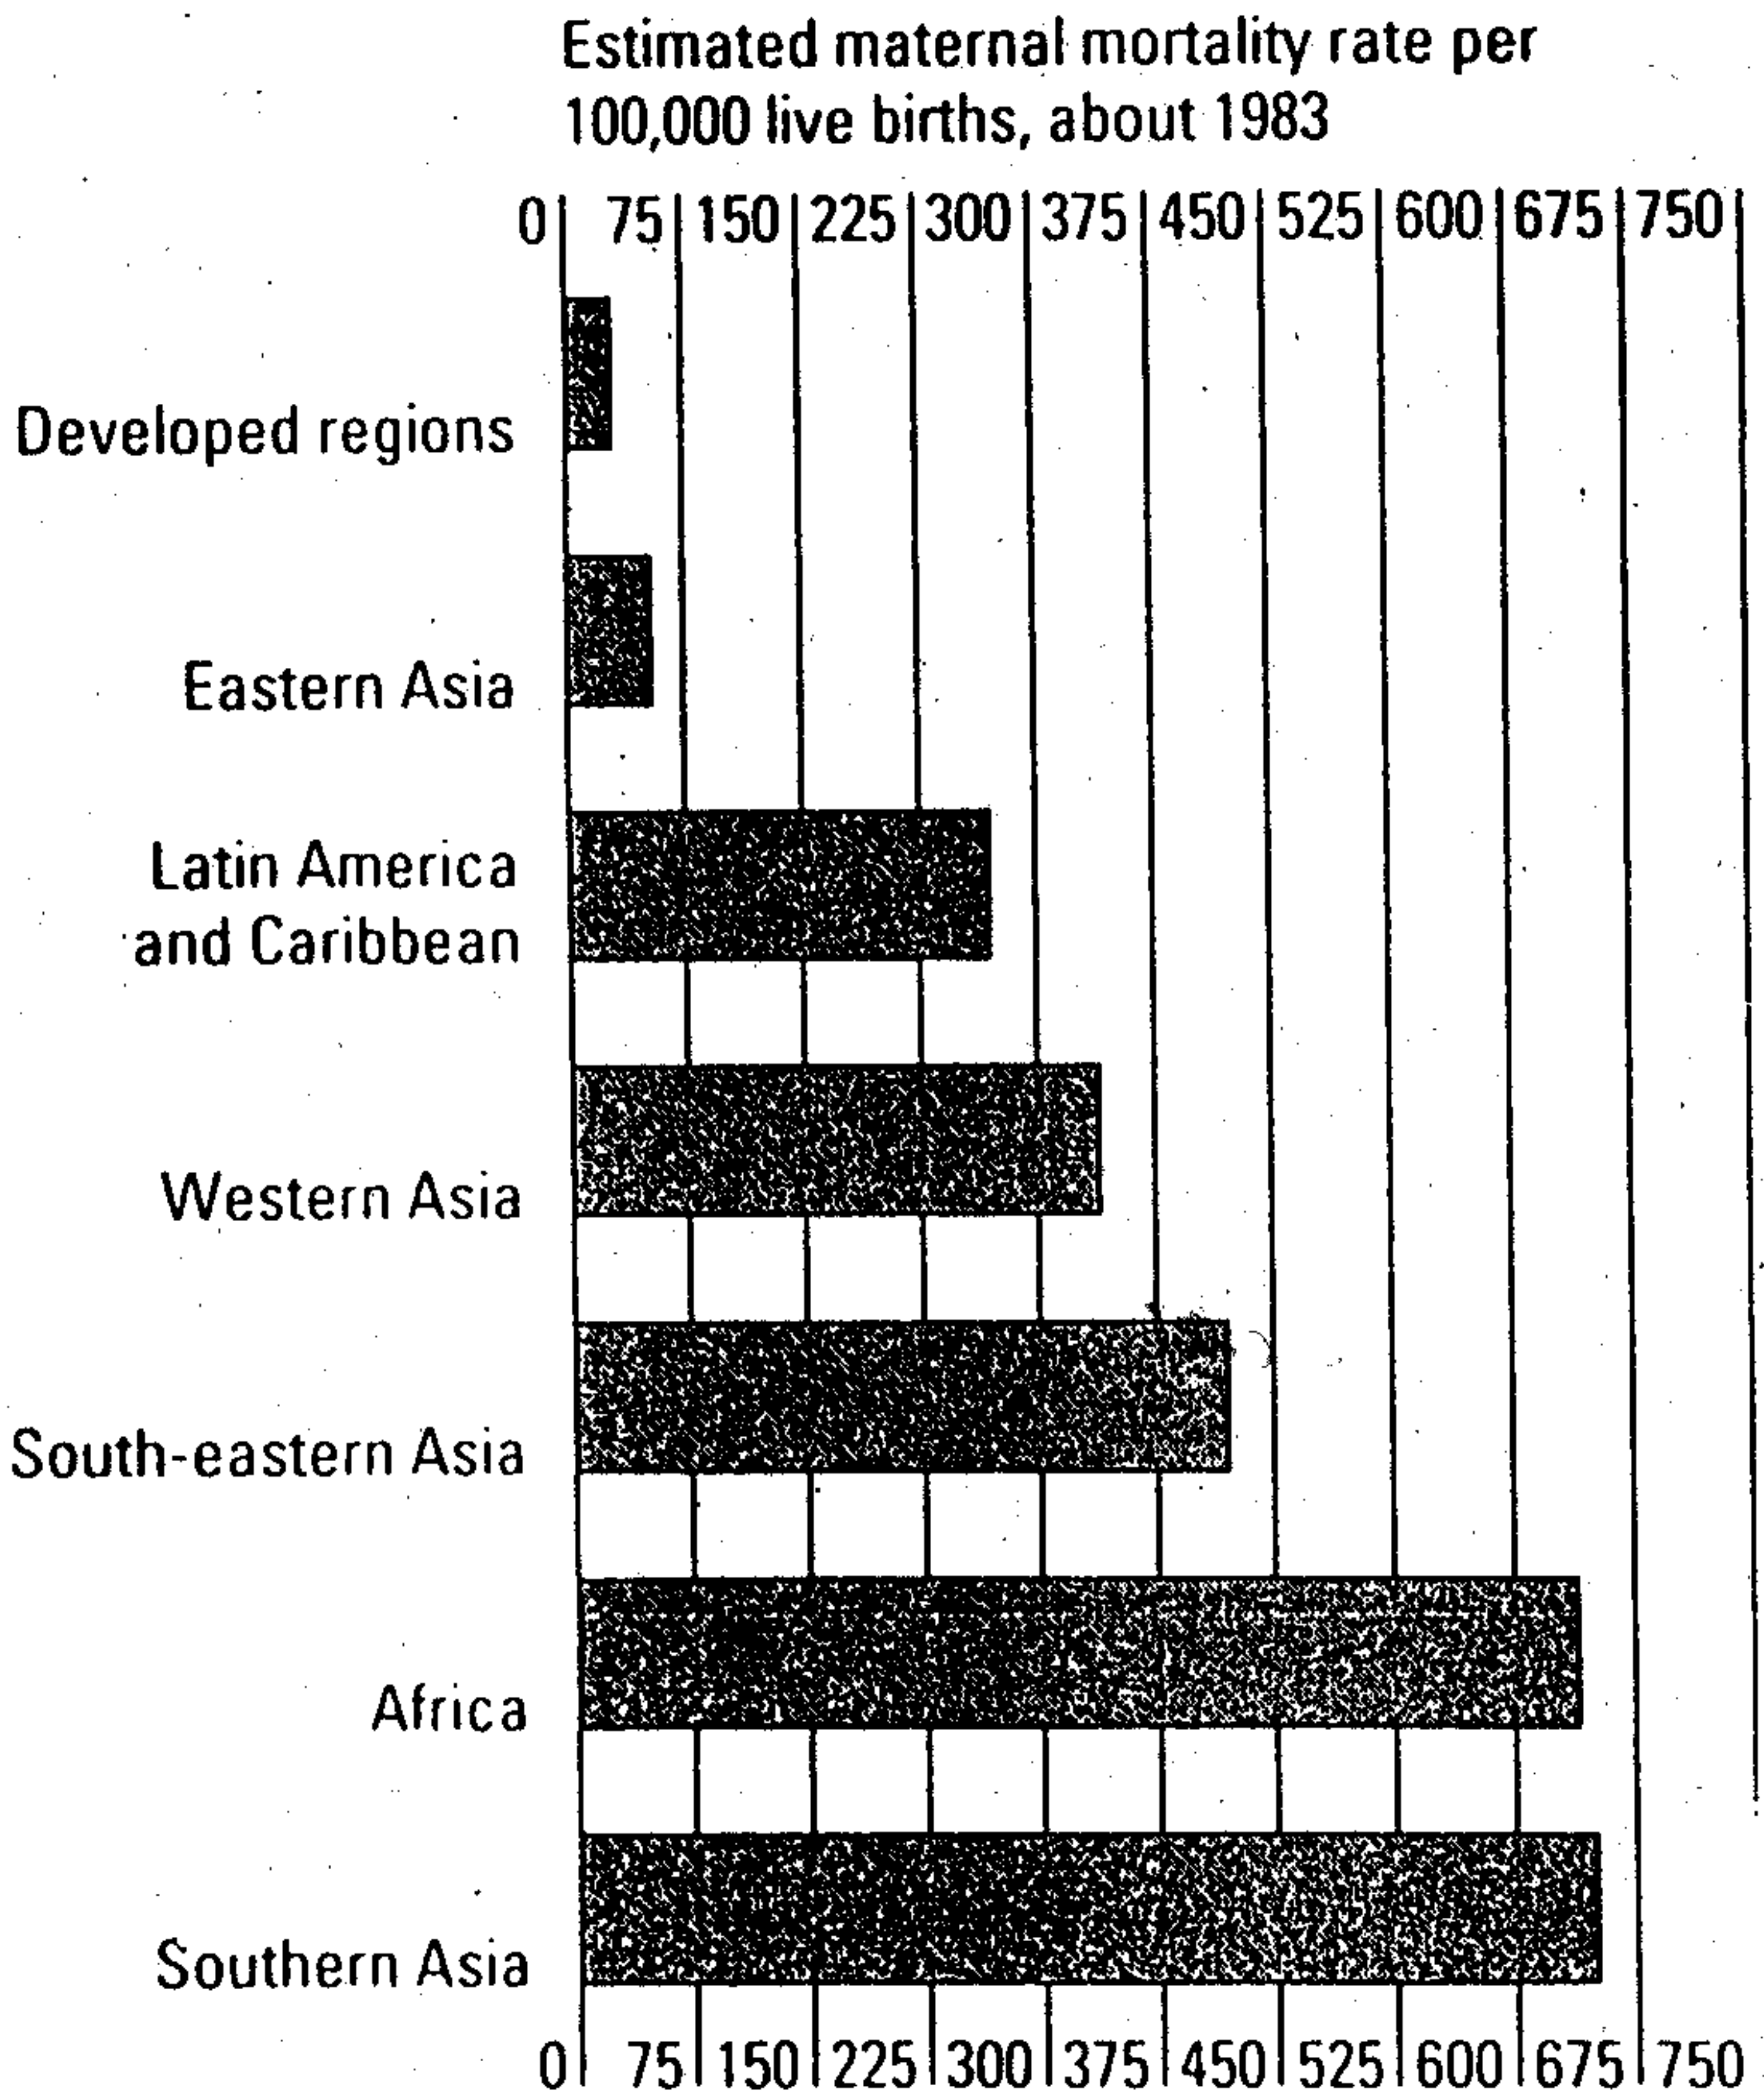 Estimated maternal mortality rate per
100,000 live births, about 1983
0 75 150 225 300 375 450 525 600 675 750
Developed regions
Eastern Asia
Latin America
and Caribbean
Western Asia
South-eastern Asia
Africa
Southern Asia
0 75 150 225 300 375 450 525 600 675 750